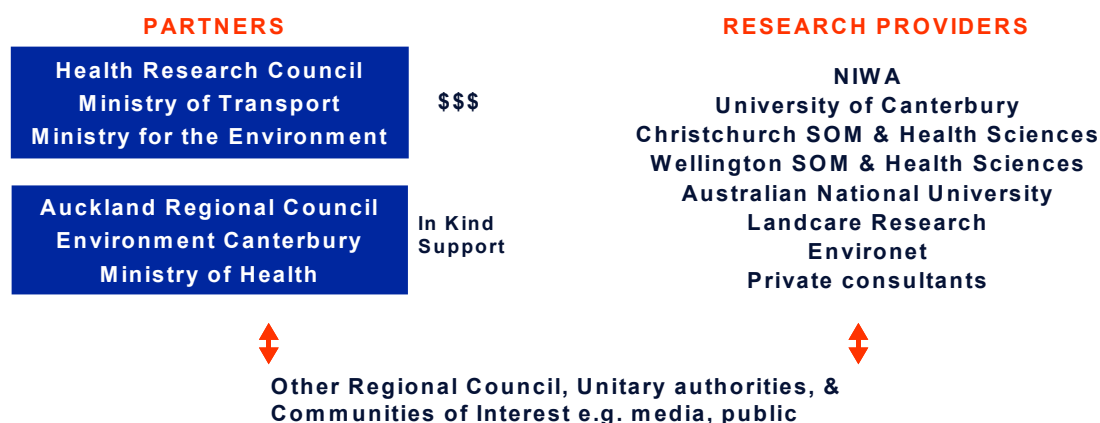 PARTNERS
Health Research Council
Ministry of Transport
Ministry for the Environment
$$$
Auckland Regional Council
Environment Canterbury
Ministry of Health
In Kind
Support
RESEARCH PROVIDERS
NIWA
University of Canterbury
Christchurch SOM & Health Sciences
Wellington SOM & Health Sciences
Australian National University
Landcare Research
Environet
Private consultants
Other Regional Council, Unitary authorities, &
Communities of Interest e.g. media, public